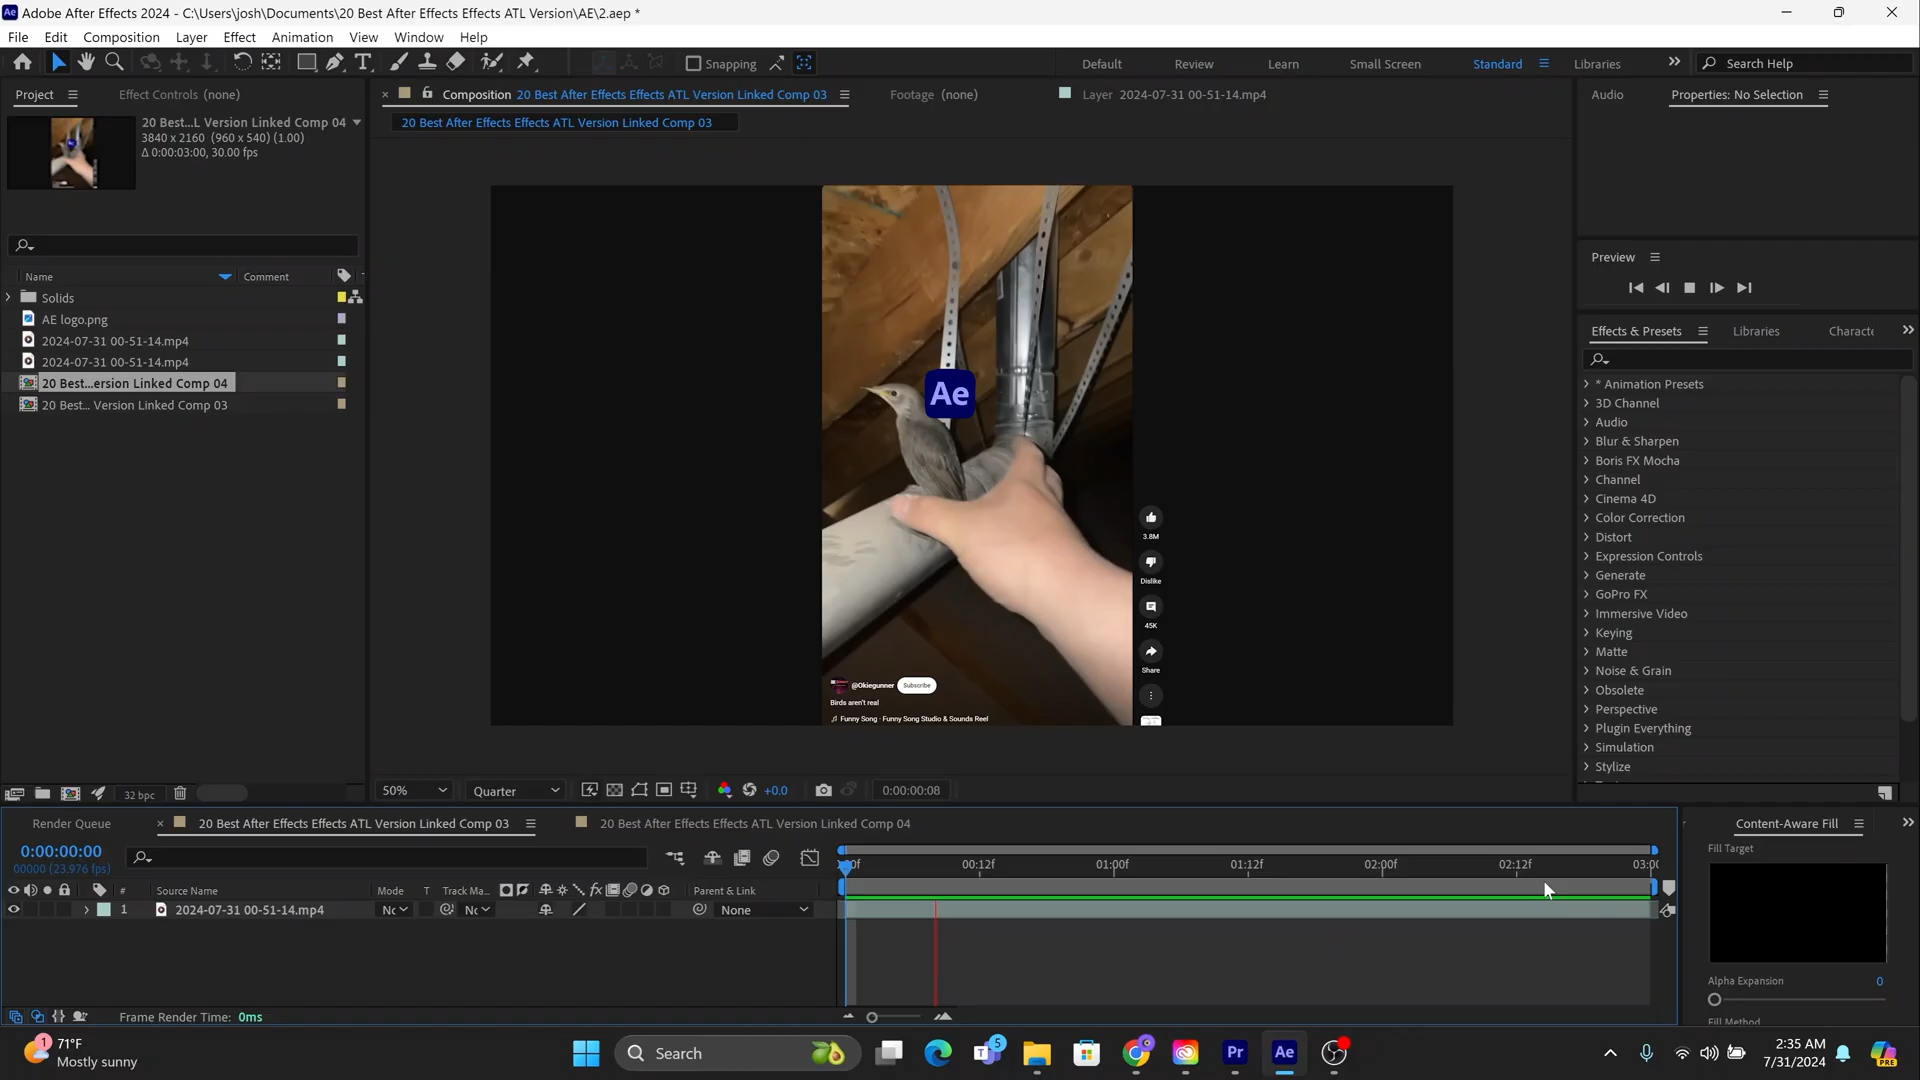 Ae Adobe After Effects 2024 - C:\Users\josh\Documents\20 Best After Effects Effects ATL Version\AE\2.aep *
File Edit Composition Layer Effect Animation View Window Help
T Snapping Default Review Learn Small Screen Standard Libraries Search Help
Project Effect Controls (none)
Composition 20 Best After Effects Effects ATL Version Linked Comp 03 Footage (none) Layer 2024-07-31 00-51-14.mp4
Audio Properties: No Selection
20 Best...L Version Linked Comp 04
3840 x 2160 (960 x 540) (1.00)
Δ 0:00:03:00, 30.00 fps
20 Best After Effects Effects ATL Version Linked Comp 03
Name Comment
Solids
AE logo.png
2024-07-31 00-51-14.mp4
2024-07-31 00-51-14.mp4
20 Best...ersion Linked Comp 04
20 Best... Version Linked Comp 03
32 bpc
Ae
3.8M
Dislike
45K
Share
@Okiegunner Subscribe
Birds aren't real
Funny Song · Funny Song Studio & Sounds Reel
50% Quarter +0.0 0:00:00:08
Preview
Effects & Presets Libraries Characte
* Animation Presets
3D Channel
Audio
Blur & Sharpen
Boris FX Mocha
Channel
Cinema 4D
Color Correction
Distort
Expression Controls
Generate
GoPro FX
Immersive Video
Keying
Matte
Noise & Grain
Obsolete
Perspective
Plugin Everything
Simulation
Stylize
Render Queue 20 Best After Effects Effects ATL Version Linked Comp 03 20 Best After Effects Effects ATL Version Linked Comp 04
0:00:00:00
00000 (23.976 fps)
00f 00:12f 01:00f 01:12f 02:00f 02:12f 03:00
# Source Name Mode T Track Ma... fx Parent & Link
1 2024-07-31 00-51-14.mp4 Nc Nc None
Frame Render Time: 0ms
Content-Aware Fill
Fill Target
Alpha Expansion 0
Fill Method
1 71°F
Mostly sunny
Search
5
Pr Ae
2:35 AM
7/31/2024
PRE